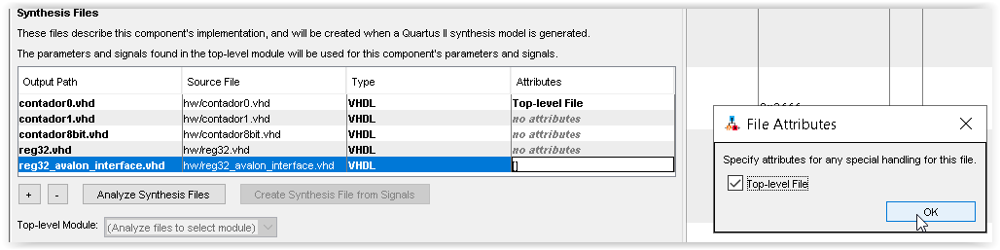 Synthesis Files
These files describe this component's implementation, and will be created when a Quartus II synthesis model is generated.
The parameters and signals found in the top-level module will be used for this component's parameters and signals.
Output Path Source File Type Attributes
contador0.vhd hw/contador0.vhd VHDL Top-level File
contador1.vhd hw/contador1.vhd VHDL no attributes
contador8bit.vhd hw/contador8bit.vhd VHDL no attributes
reg32.vhd hw/reg32.vhd VHDL no attributes
reg32_avalon_interface.vhd hw/reg32_avalon_interface.vhd VHDL []
+ - Analyze Synthesis Files Create Synthesis File from Signals
Top-level Module: (Analyze files to select module)
File Attributes
Specify attributes for any special handling for this file.
Top-level File
OK